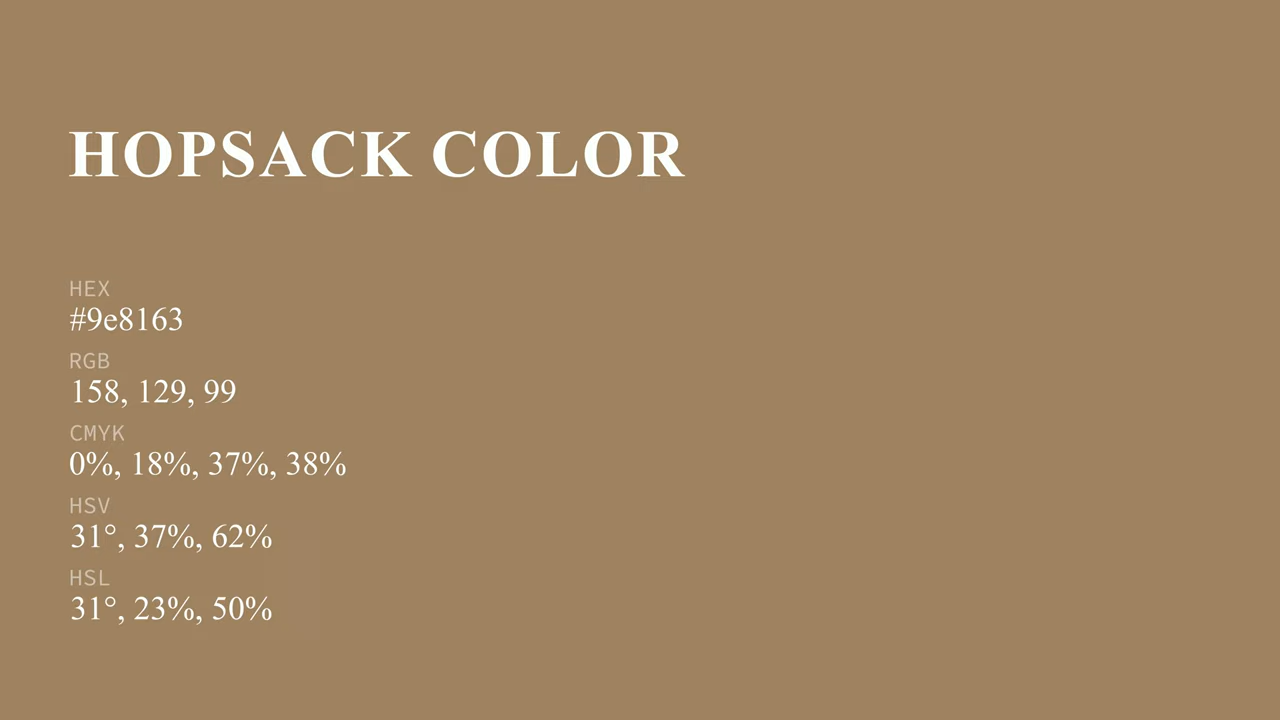 HOPSACK COLOR
HEX
#9e8163
RGB
158, 129, 99
CMYK
0%, 18%, 37%, 38%
HSV
31°, 37%, 62%
HSL
31°, 23%, 50%